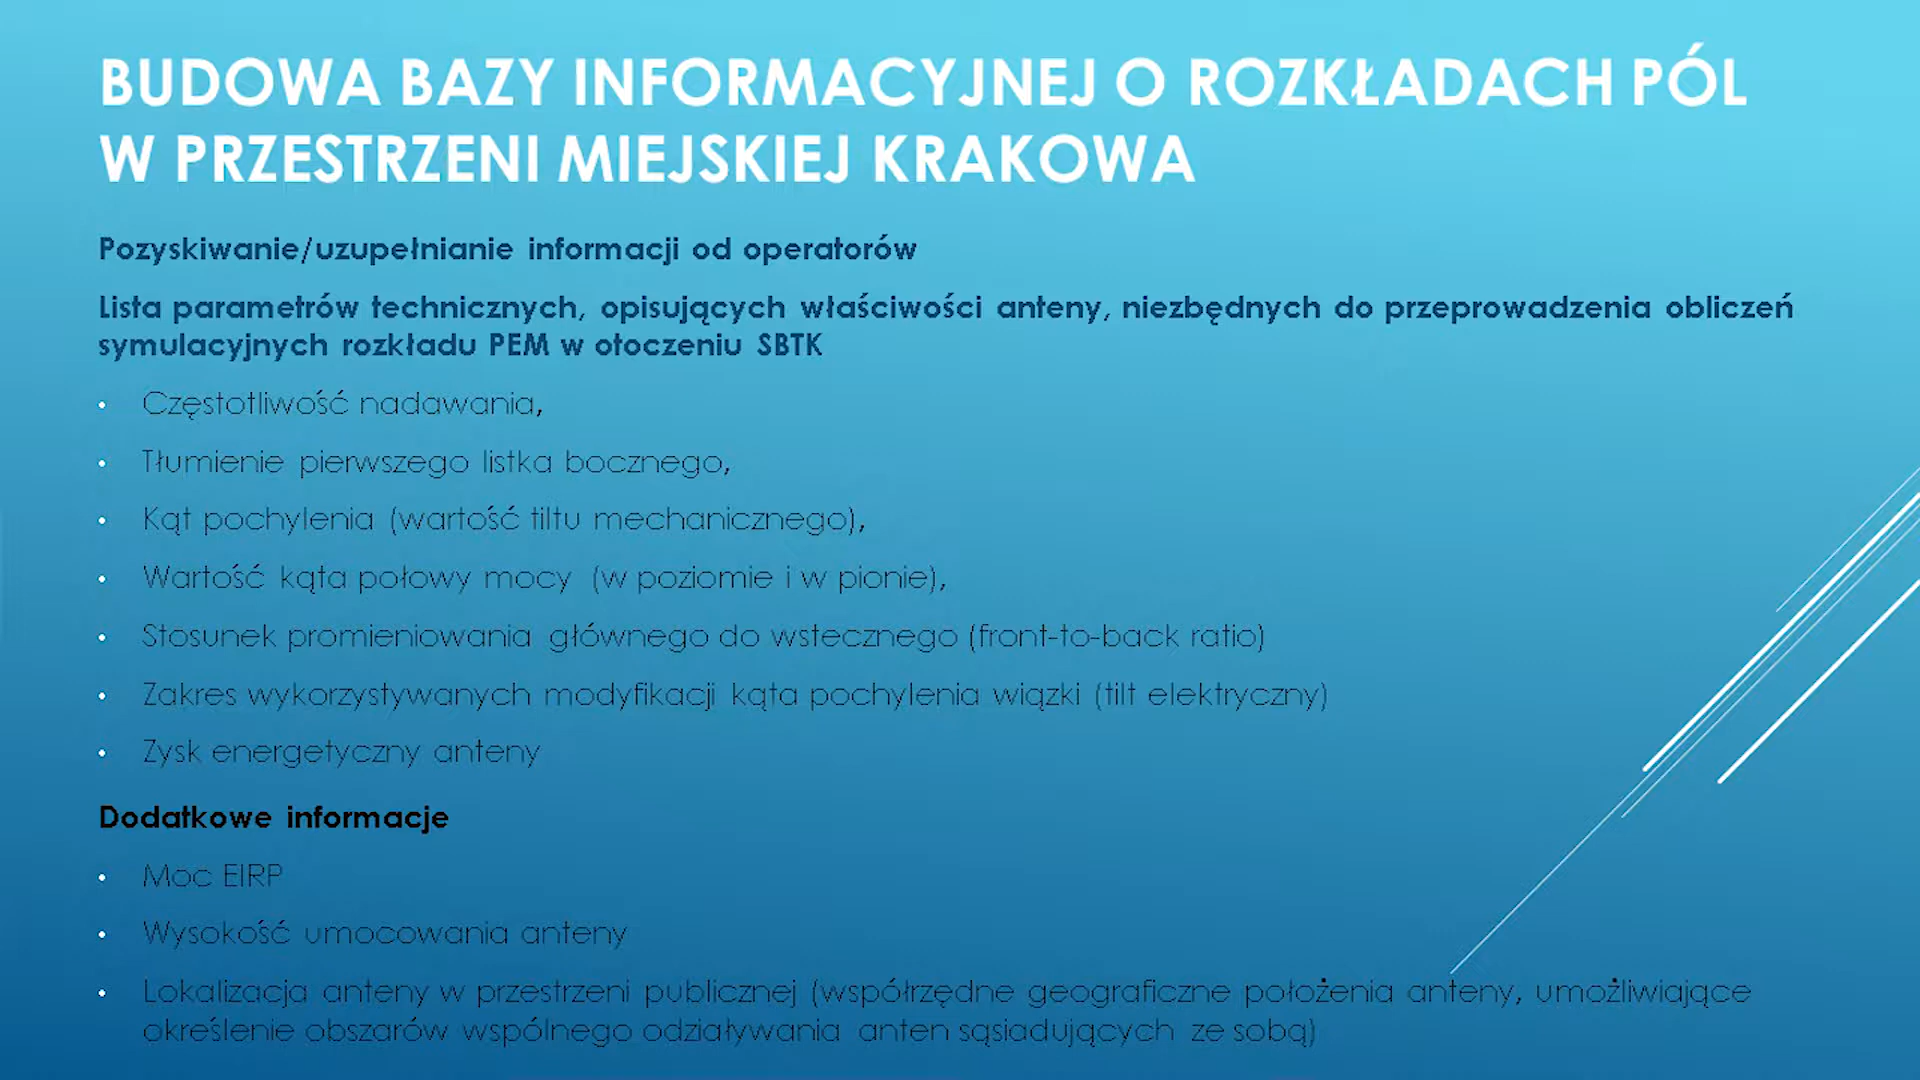 BUDOWA BAZY INFORMACYJNEJ O ROZKŁADACH PÓL
W PRZESTRZENI MIEJSKIEJ KRAKOWA
Pozyskiwanie/uzupełnianie informacji od operatorów
Lista parametrów technicznych, opisujących właściwości anteny, niezbędnych do przeprowadzenia obliczeń
symulacyjnych rozkładu PEM w otoczeniu SBTK
• Częstotliwość nadawania,
• Tłumienie pierwszego listka bocznego,
• Kąt pochylenia (wartość tiltu mechanicznego),
• Wartość kąta połowy mocy (w poziomie i w pionie),
• Stosunek promieniowania głównego do wstecznego (front-to-back ratio)
• Zakres wykorzystywanych modyfikacji kąta pochylenia wiązki (tilt elektryczny)
• Zysk energetyczny anteny
Dodatkowe informacje
• Moc EIRP
• Wysokość umocowania anteny
• Lokalizacja anteny w przestrzeni publicznej (współrzędne geograficzne położenia anteny, umożliwiające
określenie obszarów wspólnego odziaływania anten sąsiadujących ze sobą)